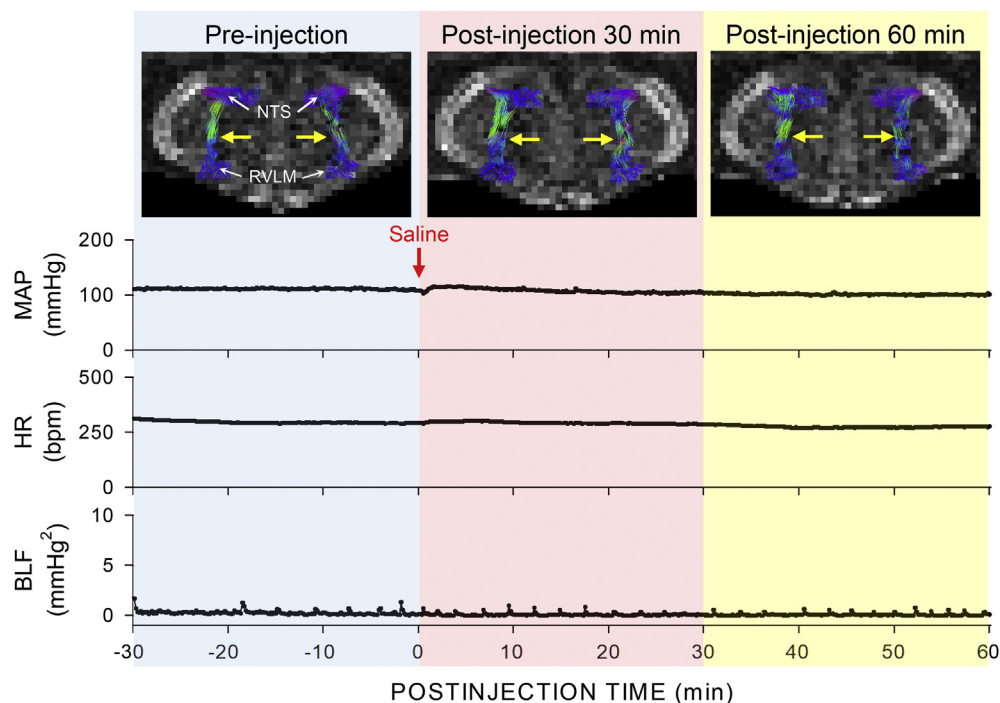 Pre-injection
Post-injection 30 min
Post-injection 60 min
NTS
RVLM
Saline
MAP
(mmHg)
200
100
0
HR
(bpm)
500
250
0
BLF
(mmHg²)
10
5
0
-30 -20 -10 0 10 20 30 40 50 60
POSTINJECTION TIME (min)